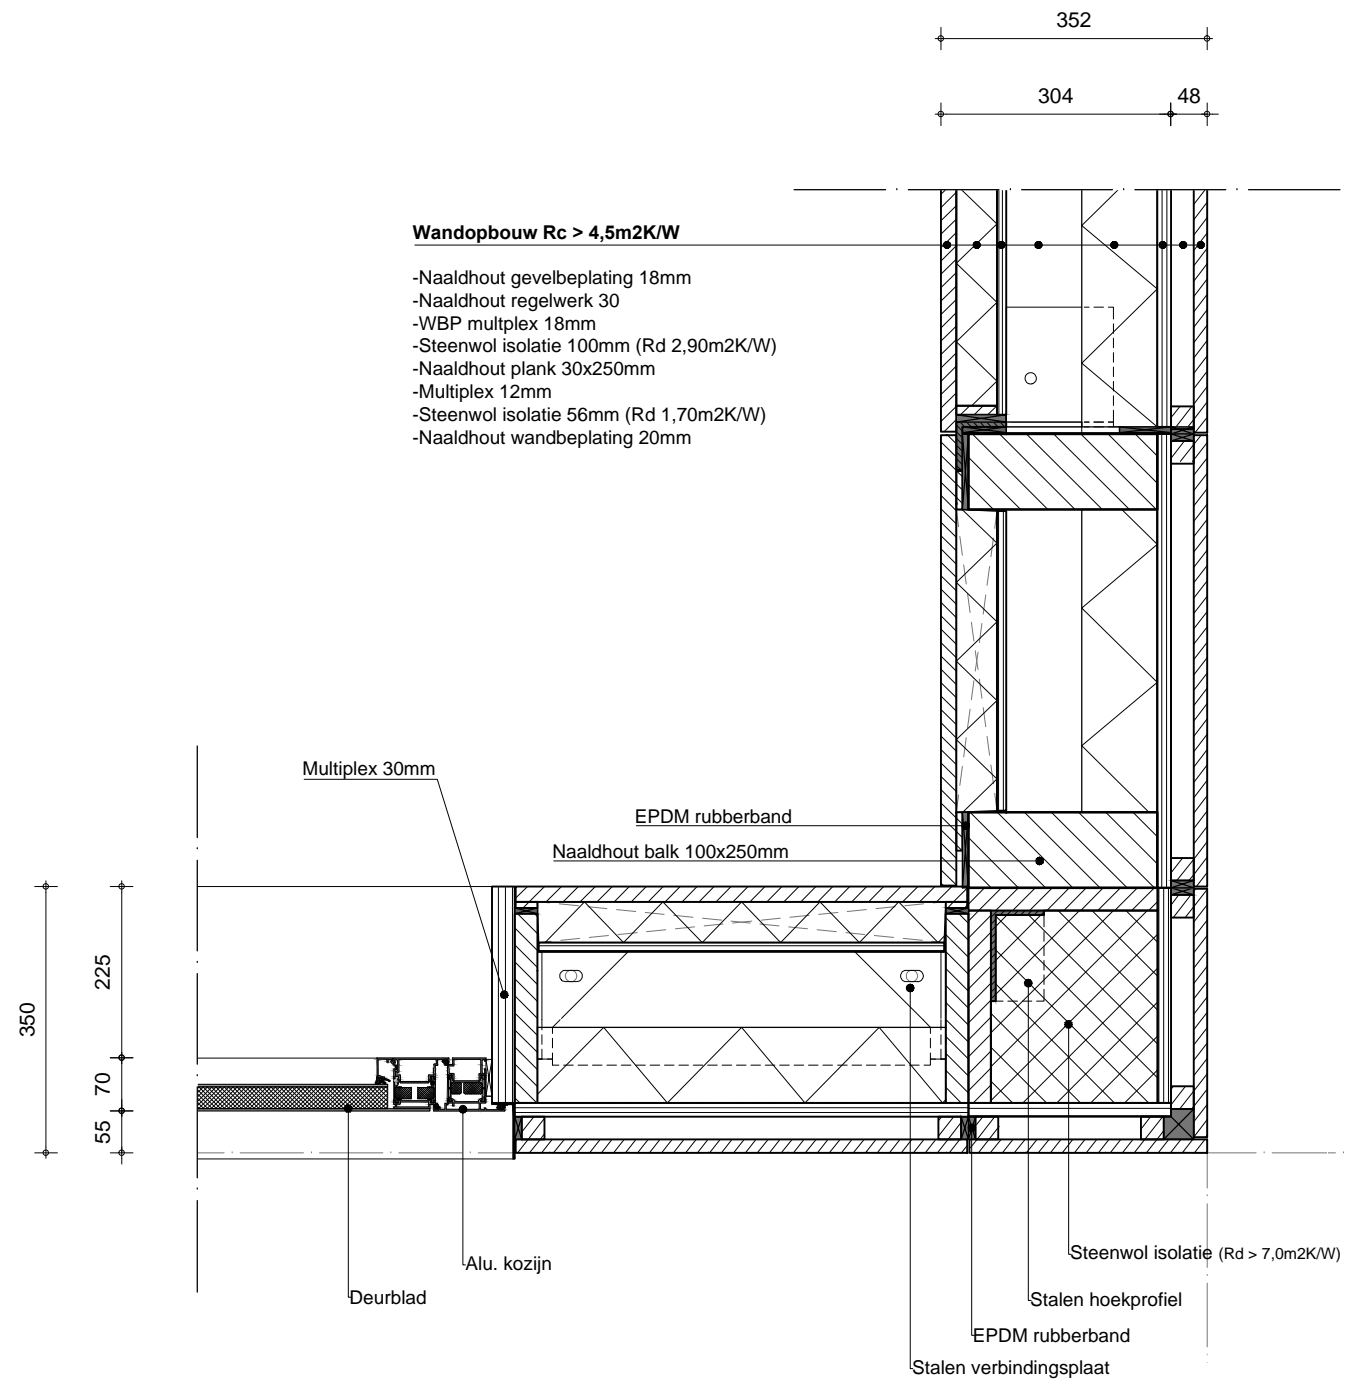 352
304
48
Wandopbouw Rc > 4,5m2K/W
-Naaldhout gevelbeplating 18mm
-Naaldhout regelwerk 30
-WBP multplex 18mm
-Steenwol isolatie 100mm (Rd 2,90m2K/W)
-Naaldhout plank 30x250mm
-Multiplex 12mm
-Steenwol isolatie 56mm (Rd 1,70m2K/W)
-Naaldhout wandbeplating 20mm
Multiplex 30mm
EPDM rubberband
Naaldhout balk 100x250mm
350
225
70
55
Steenwol isolatie (Rd > 7,0m2K/W)
Alu. kozijn
Deurblad
Stalen hoekprofiel
EPDM rubberband
Stalen verbindingsplaat